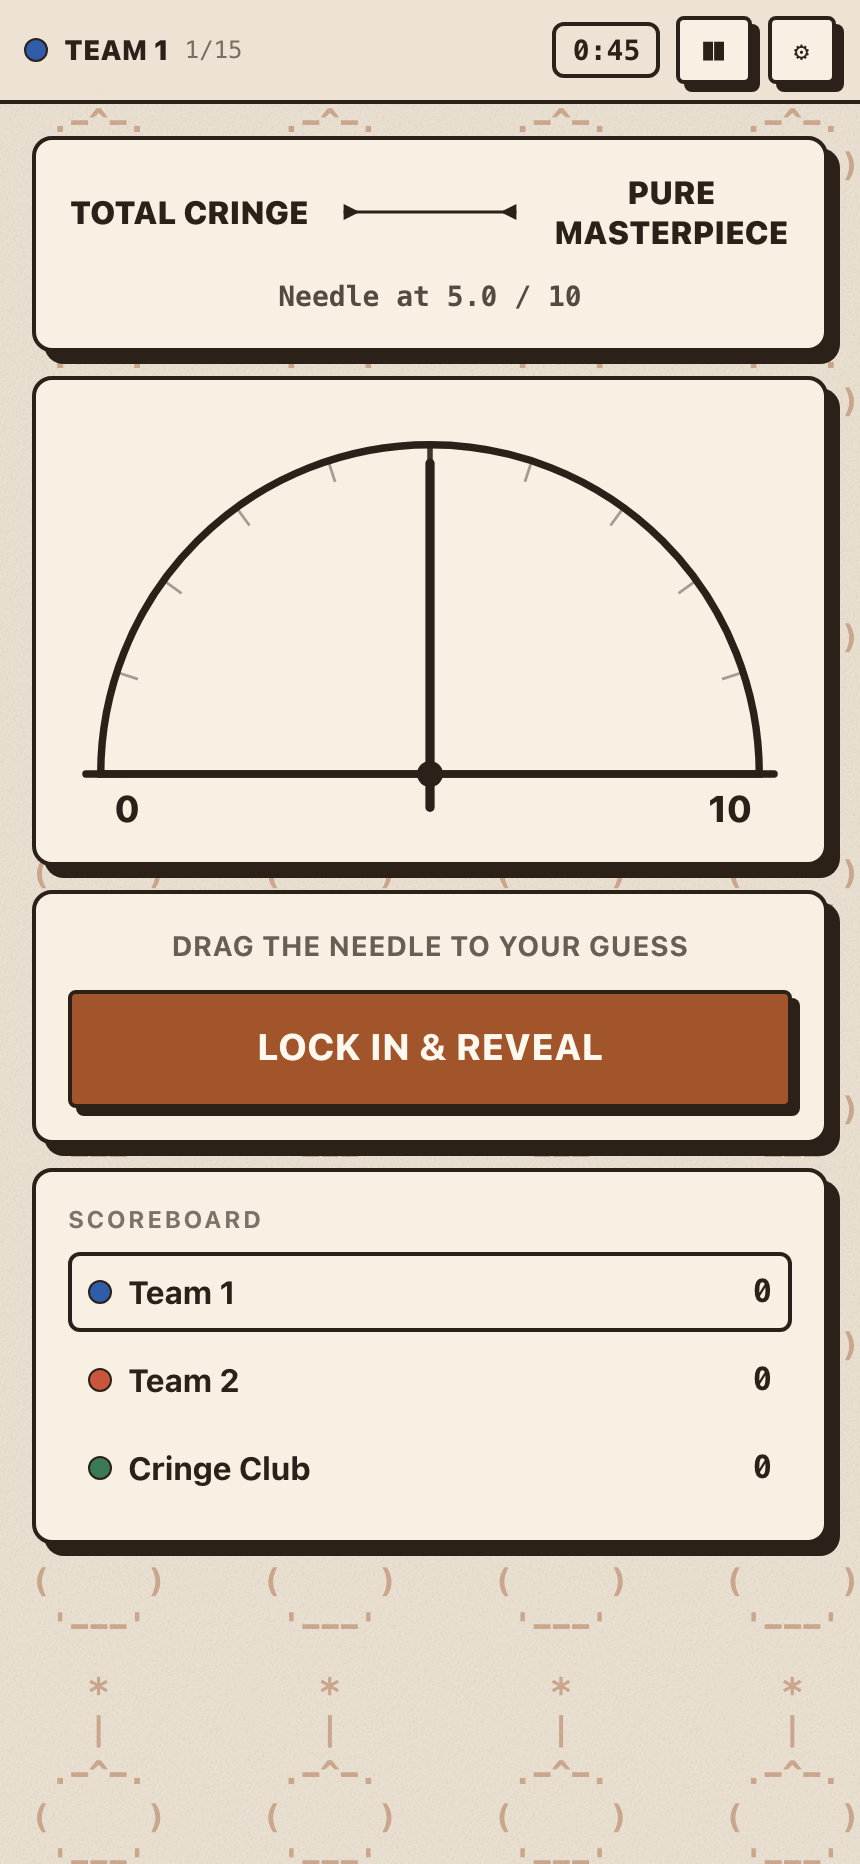 TEAM 1 1/15 0:45
TOTAL CRINGE PURE
MASTERPIECE
Needle at 5.0 / 10
0 10
DRAG THE NEEDLE TO YOUR GUESS
LOCK IN & REVEAL
SCOREBOARD
Team 1 0
Team 2 0
Cringe Club 0